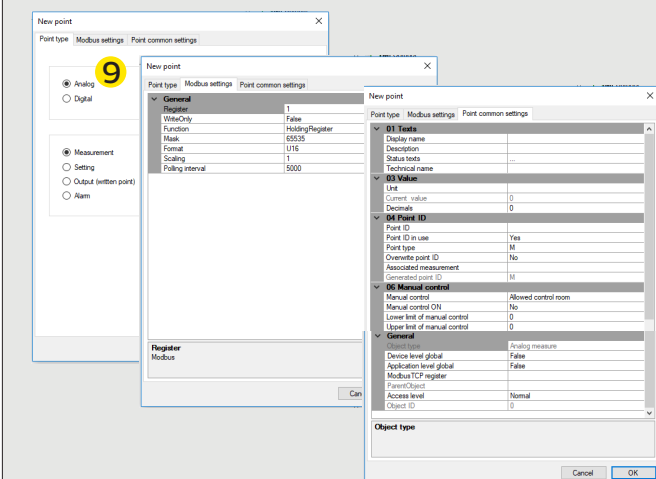 New point
Point type Modbus settings Point common settings
9
Analog
Digital
Measurement
Setting
Output (written point)
Alarm
New point
Point type Modbus settings Point common settings
General
Register 1
WriteOnly False
Function HoldingRegister
Mask 65535
Format U16
Scaling 1
Polling interval 5000
Register
Modbus
Can
New point
Point type Modbus settings Point common settings
01 Texts
Display name
Description
Status texts ...
Technical name
03 Value
Unit
Current value 0
Decimals 0
04 Point ID
Point ID
Point ID in use Yes
Point type M
Overwrite point ID No
Associated measurement
Generated point ID M
06 Manual control
Manual control Allowed control room
Manual control ON No
Lower limit of manual control 0
Upper limit of manual control 0
General
Object type Analog measure
Device level global False
Application level global False
ModbusTCP register
ParentObject
Access level Normal
Object ID 0
Object type
Cancel OK